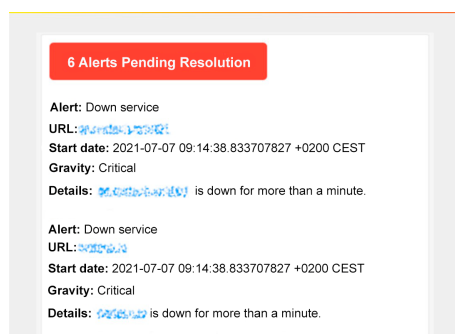 6 Alerts Pending Resolution
Alert: Down service
URL:
Start date: 2021-07-07 09:14:38.833707827 +0200 CEST
Gravity: Critical
Details: is down for more than a minute.
Alert: Down service
URL:
Start date: 2021-07-07 09:14:38.833707827 +0200 CEST
Gravity: Critical
Details: is down for more than a minute.